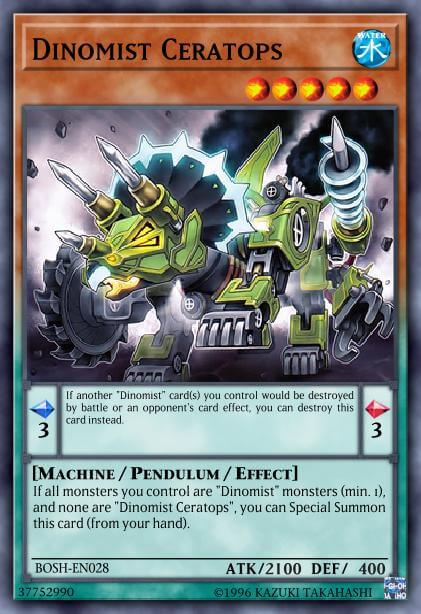 Dinomist Ceratops
WATER
水
If another "Dinomist" card(s) you control would be destroyed
by battle or an opponent's card effect, you can destroy this
card instead.
3
3
[Machine / Pendulum / Effect]
If all monsters you control are "Dinomist" monsters (min. 1),
and none are "Dinomist Ceratops", you can Special Summon
this card (from your hand).
BOSH-EN028
ATK/2100 DEF/ 400
37752990
©1996 KAZUKI TAKAHASHI